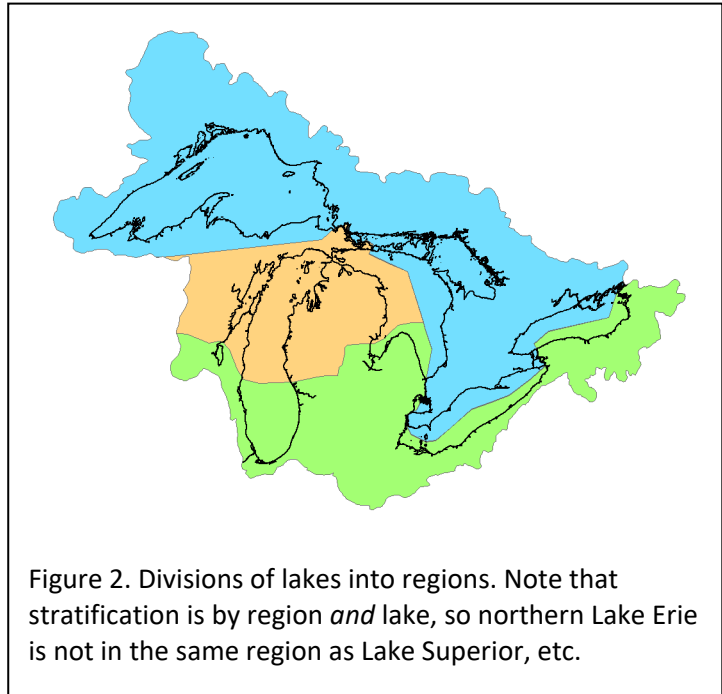 Figure 2. Divisions of lakes into regions. Note that
stratification is by region and lake, so northern Lake Erie
is not in the same region as Lake Superior, etc.